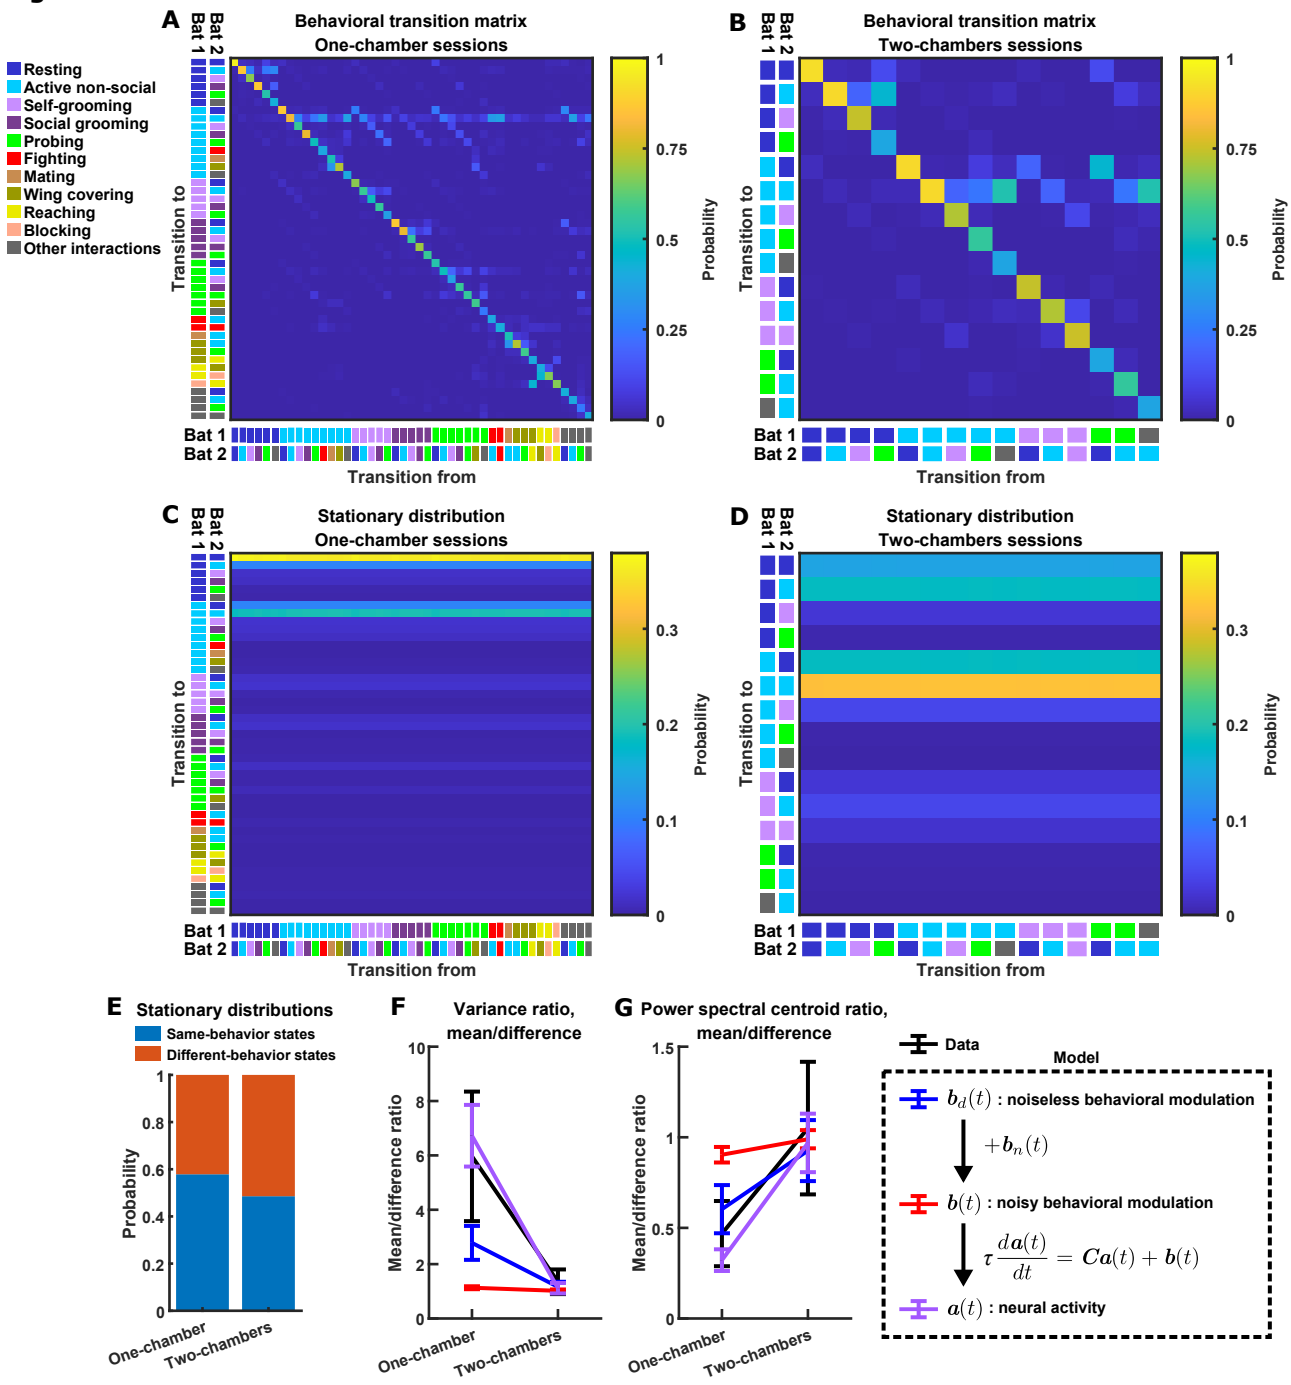 A
Behavioral transition matrix
One-chamber sessions
B
Behavioral transition matrix
Two-chambers sessions
Bat 1
Bat 2
Bat 1
Bat 2
Resting
Active non-social
Self-grooming
Social grooming
Probing
Fighting
Mating
Wing covering
Reaching
Blocking
Other interactions
Transition to
1
0.75
0.5
0.25
0
Probability
Transition to
1
0.75
0.5
0.25
0
Probability
Bat 1
Bat 2
Transition from
Bat 1
Bat 2
Transition from
C
Stationary distribution
One-chamber sessions
D
Stationary distribution
Two-chambers sessions
Bat 1
Bat 2
Bat 1
Bat 2
Transition to
0.3
0.2
0.1
0
Probability
Transition to
0.3
0.2
0.1
0
Probability
Bat 1
Bat 2
Transition from
Bat 1
Bat 2
Transition from
E
Stationary distributions
Same-behavior states
Different-behavior states
Probability
1
0.8
0.6
0.4
0.2
0
One-chamber
Two-chambers
F
Variance ratio,
mean/difference
Mean/difference ratio
10
8
6
4
2
0
One-chamber
Two-chambers
G
Power spectral centroid ratio,
mean/difference
Mean/difference ratio
1.5
1
0.5
0
One-chamber
Two-chambers
Data
Model
b_d(t) : noiseless behavioral modulation
+b_n(t)
b(t) : noisy behavioral modulation
τ da(t)/dt = Ca(t) + b(t)
a(t) : neural activity